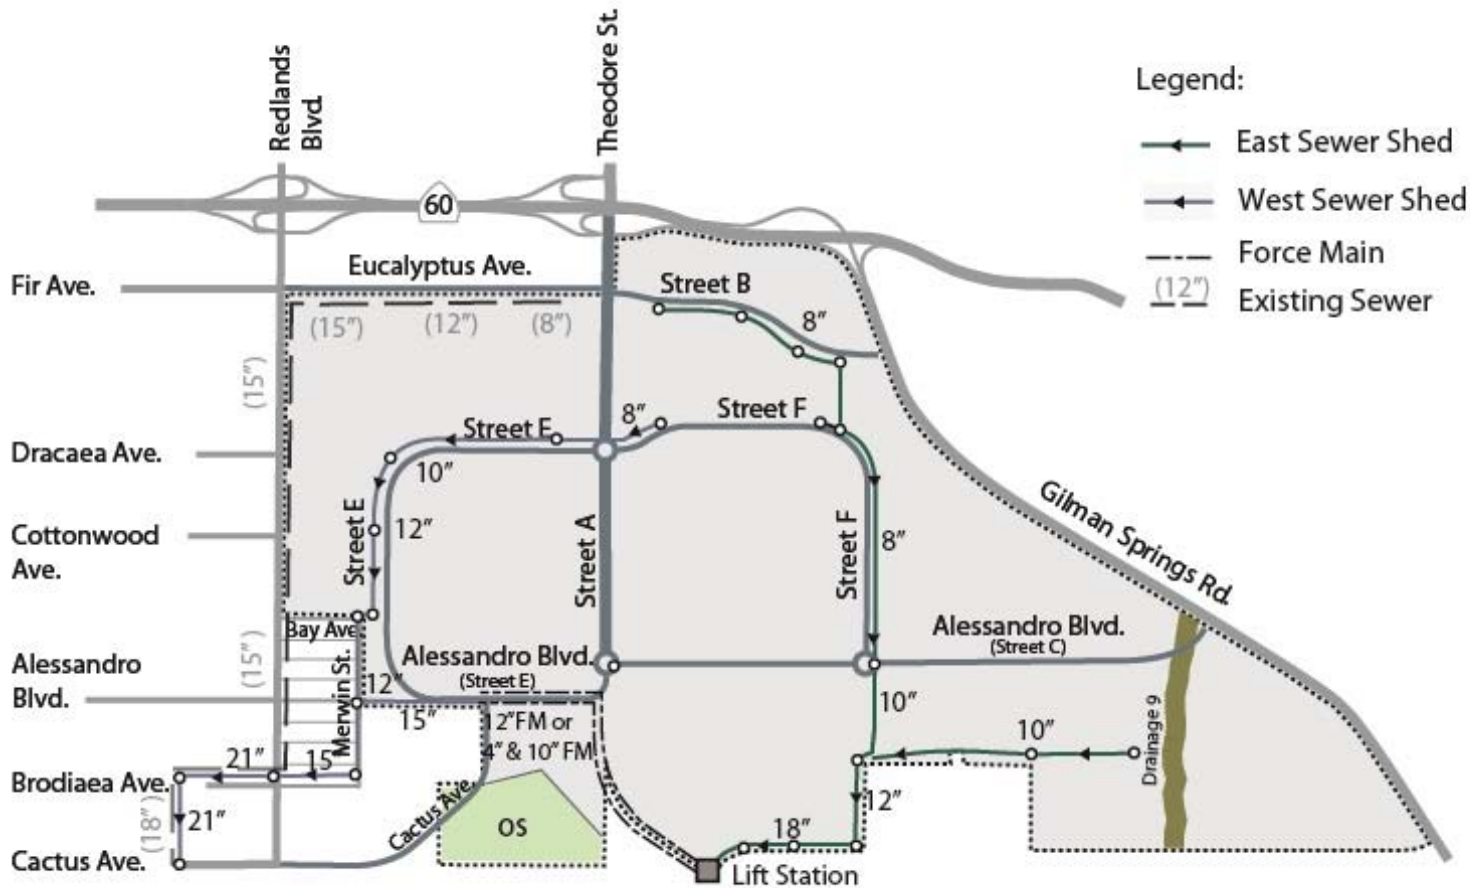 Redlands
Blvd.
Theodore St.
Legend:
East Sewer Shed
West Sewer Shed
Force Main
(12")
Existing Sewer
60
Fir Ave.
Eucalyptus Ave.
Street B
8"
(15")
(12")
(8")
(15")
Street E
8"
Street F
Dracaea Ave.
10"
12"
Street E
Street A
Street F
8"
Gilman Springs Rd.
Cottonwood
Ave.
Bay Ave
Alessandro
Blvd.
(15")
Merwin St.
12"
Alessandro Blvd.
(Street E)
Alessandro Blvd.
(Street C)
15"
12"FM or
4" & 10" FM
10"
10"
Drainage 9
21"
15"
Brodiaea Ave.
(18")
21"
Cactus Ave.
OS
12"
18"
Cactus Ave.
Lift Station